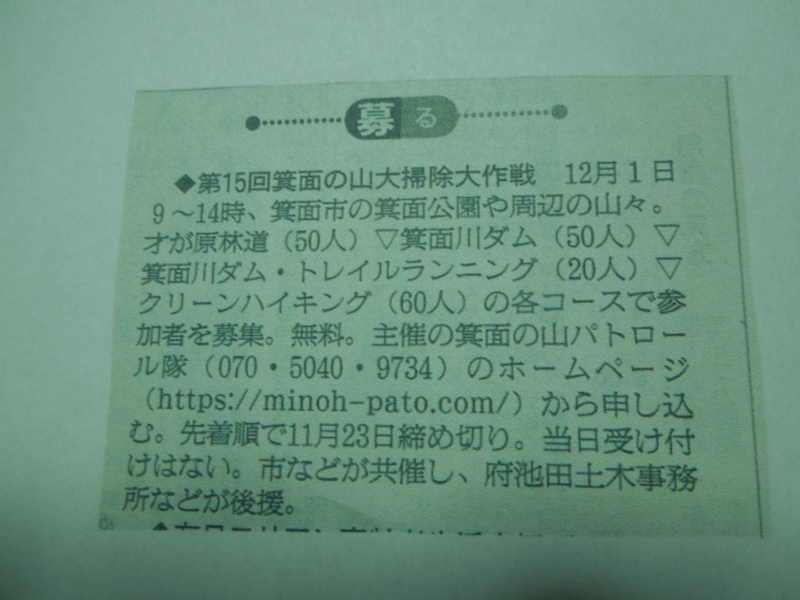 募る
◆第15回箕面の山大掃除大作戦　12月1日
9〜14時、箕面市の箕面公園や周辺の山々。
才が原林道（50人）▽箕面川ダム（50人）▽
箕面川ダム・トレイルランニング（20人）▽
クリーンハイキング（60人）の各コースで参
加者を募集。無料。主催の箕面の山パトロー
ル隊（070・5040・9734）のホームページ
（https://minoh-pato.com/）から申し込
む。先着順で11月23日締め切り。当日受け付
けはない。市などが共催し、府池田土木事務
所などが後援。